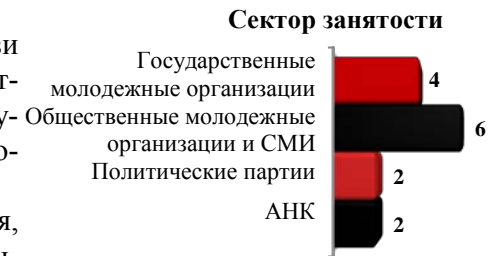 Сектор занятости
Государственные
молодежные организации
4
Общественные молодежные
организации и СМИ
6
Политические партии
2
АНК
2